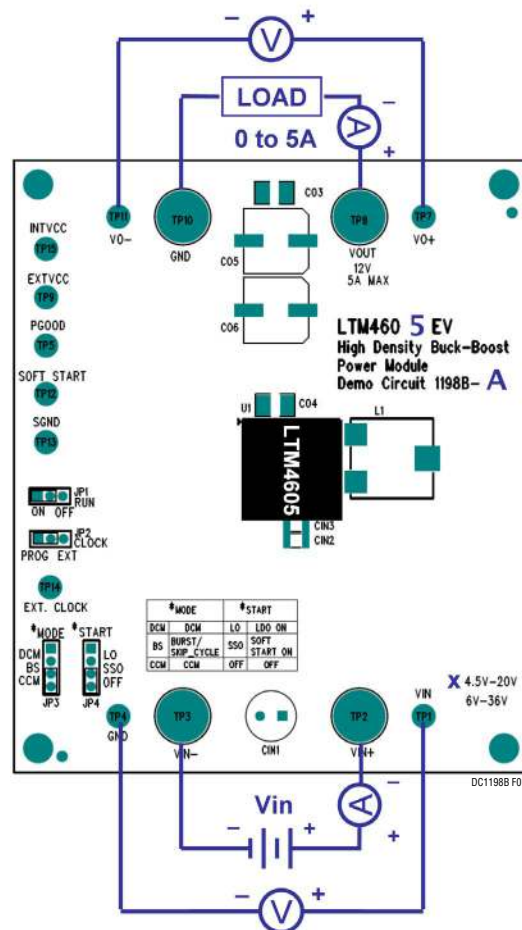 − V +
LOAD
0 to 5A
−
A
+
CO3
TP11
TP10
TP8
TP7
VO-
GND
VOUT
12V
5A MAX
VO+
INTVCC
TP15
EXTVCC
TP9
PGOOD
TP5
SOFT START
TP12
SGND
TP13
CO5
CO6
LTM460 5 EV
High Density Buck-Boost
Power Module
Demo Circuit 1198B- A
U1
CO4
L1
LTM4605
CIN3
CIN2
JP1
RUN
ON OFF
JP2
CLOCK
PROG EXT
TP14
EXT. CLOCK
*MODE *START
DCM
BS
CCM
LO
SSO
OFF
JP3 JP4
*MODE *START
DCM DCM LO LDO ON
BS BURST/ SKIP_CYCLE SSO SOFT START ON
CCM CCM OFF OFF
X 4.5V-20V
6V-36V
VIN
TP4
TP3
TP2
TP1
GND
VIN-
CIN1
VIN+
DC1198B F0
−
A
+
Vin
− +
− V +